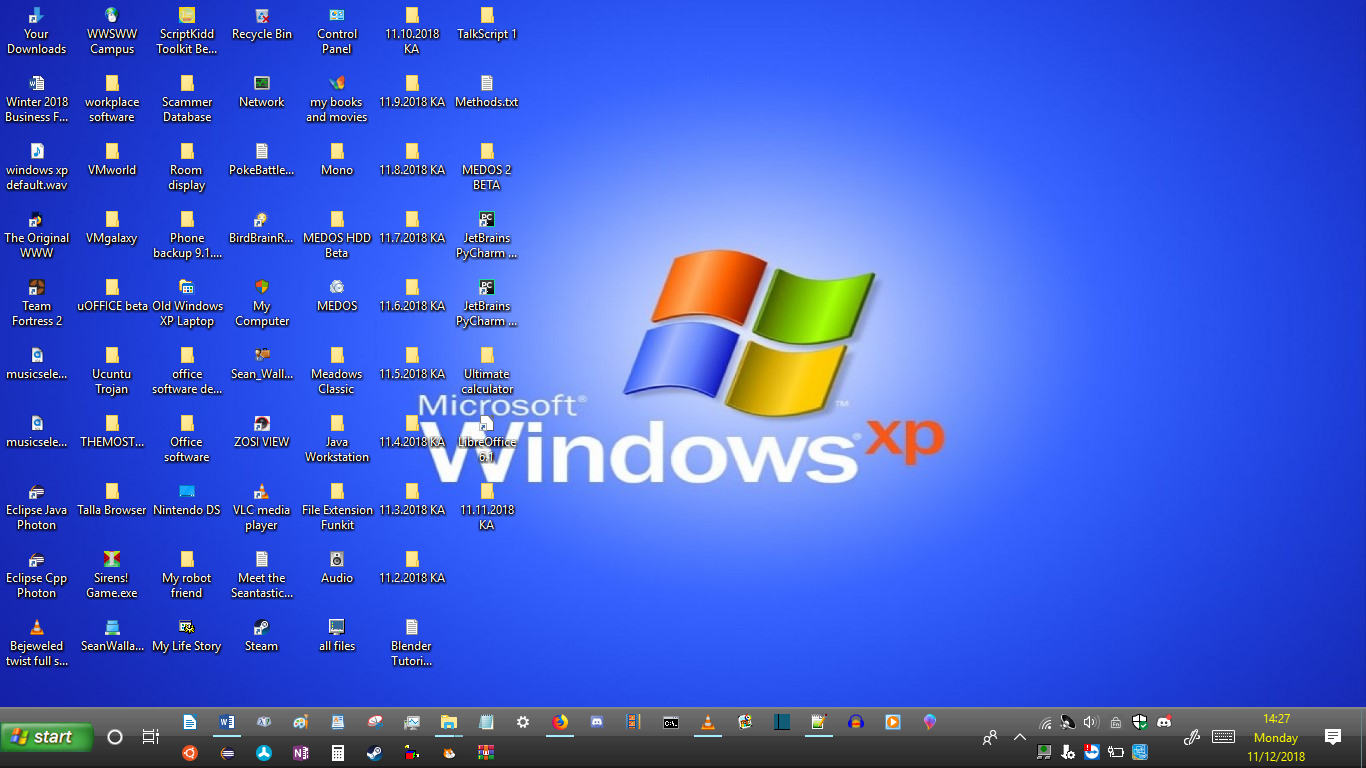 Your
Downloads
WWSWW
Campus
ScriptKidd
Toolkit Be...
Recycle Bin
Control
Panel
11.10.2018
KA
TalkScript 1
Winter 2018
Business F...
workplace
software
Scammer
Database
Network
my books
and movies
11.9.2018 KA
Methods.txt
windows xp
default.wav
VMworld
Room
display
PokeBattle...
Mono
11.8.2018 KA
MEDOS 2
BETA
The Original
WWW
VMgalaxy
Phone
backup 9.1....
BirdBrainR...
MEDOS HDD
Beta
11.7.2018 KA
JetBrains
PyCharm ...
Team
Fortress 2
uOFFICE beta
Old Windows
XP Laptop
My
Computer
MEDOS
11.6.2018 KA
JetBrains
PyCharm ...
musicsele...
Ucuntu
Trojan
office
software de...
Sean_Wall...
Meadows
Classic
11.5.2018 KA
Ultimate
calculator
musicsele...
THEMOST...
Office
software
ZOSI VIEW
Java
Workstation
11.4.2018 KA
LibreOffice
6.1
Eclipse Java
Photon
Talla Browser
Nintendo DS
VLC media
player
File Extension
Funkit
11.3.2018 KA
11.11.2018
KA
Eclipse Cpp
Photon
Sirens!
Game.exe
My robot
friend
Meet the
Seantastic...
Audio
11.2.2018 KA
Bejeweled
twist full s...
SeanWalla...
My Life Story
Steam
all files
Blender
Tutori...
Microsoft®
Windows® xp
™
start
14:27
Monday
11/12/2018